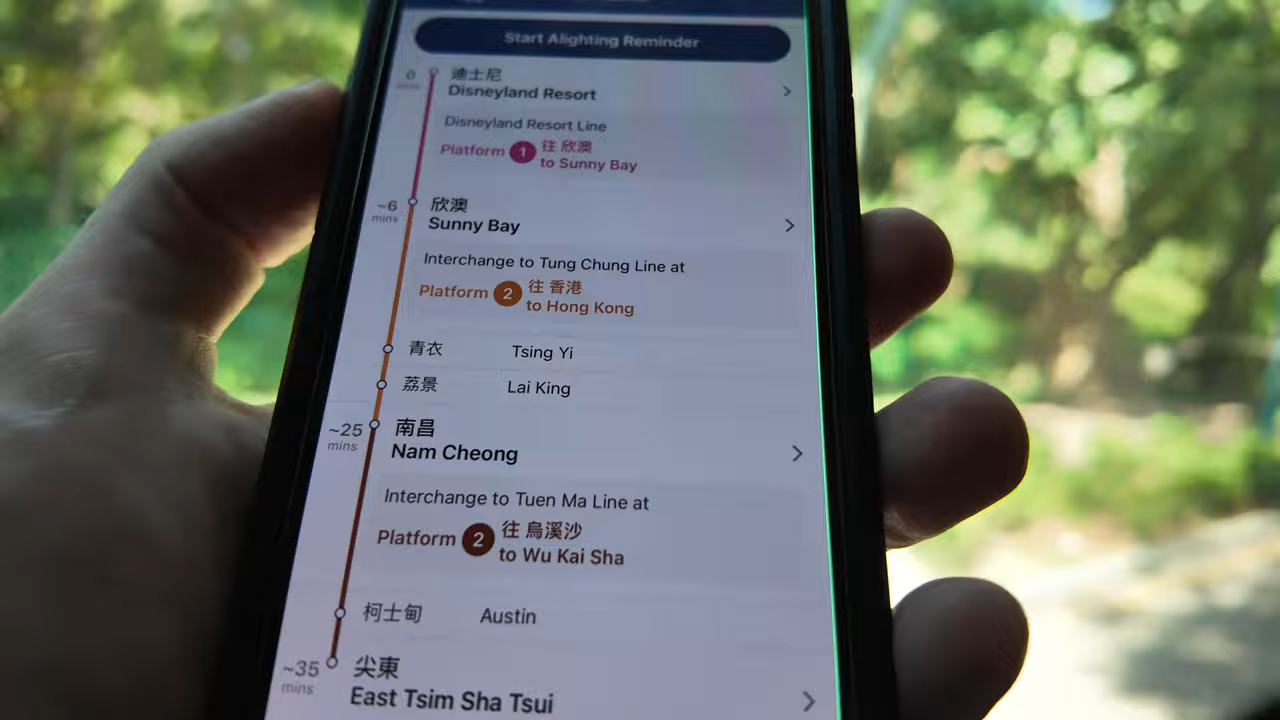 Start Alighting Reminder
0
迪士尼
Disneyland Resort
Disneyland Resort Line
Platform 1 往 欣澳
to Sunny Bay
~6
mins
欣澳
Sunny Bay
Interchange to Tung Chung Line at
Platform 2 往 香港
to Hong Kong
青衣 Tsing Yi
荔景 Lai King
~25
mins
南昌
Nam Cheong
Interchange to Tuen Ma Line at
Platform 2 往 烏溪沙
to Wu Kai Sha
柯士甸 Austin
~35
mins
尖東
East Tsim Sha Tsui